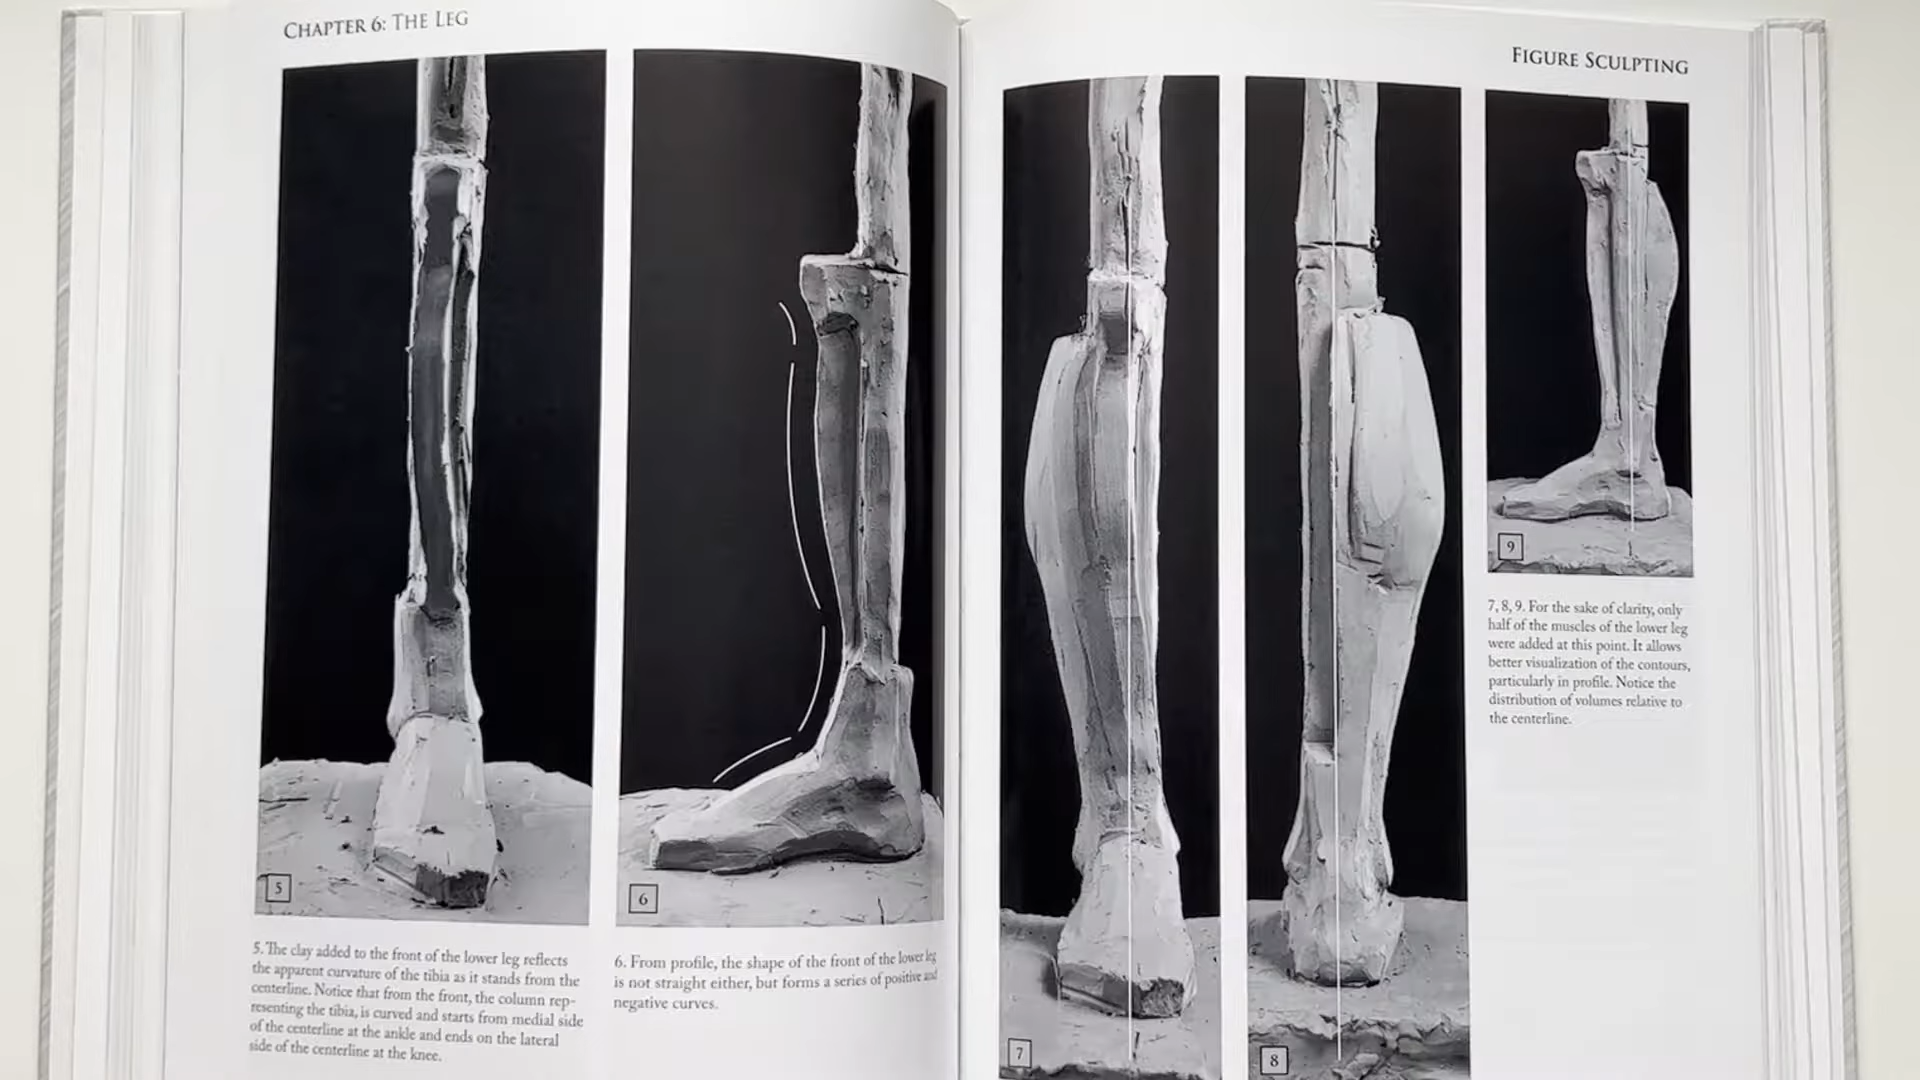 CHAPTER 6: THE LEG
5
5. The clay added to the front of the lower leg reflects
the apparent curvature of the tibia as it stands from the
centerline. Notice that from the front, the column rep-
resenting the tibia, is curved and starts from medial side
of the centerline at the ankle and ends on the lateral
side of the centerline at the knee.
6
6. From profile, the shape of the front of the lower leg
is not straight either, but forms a series of positive and
negative curves.
FIGURE SCULPTING
7
8
9
7, 8, 9. For the sake of clarity, only
half of the muscles of the lower leg
were added at this point. It allows
better visualization of the contours,
particularly in profile. Notice the
distribution of volumes relative to
the centerline.